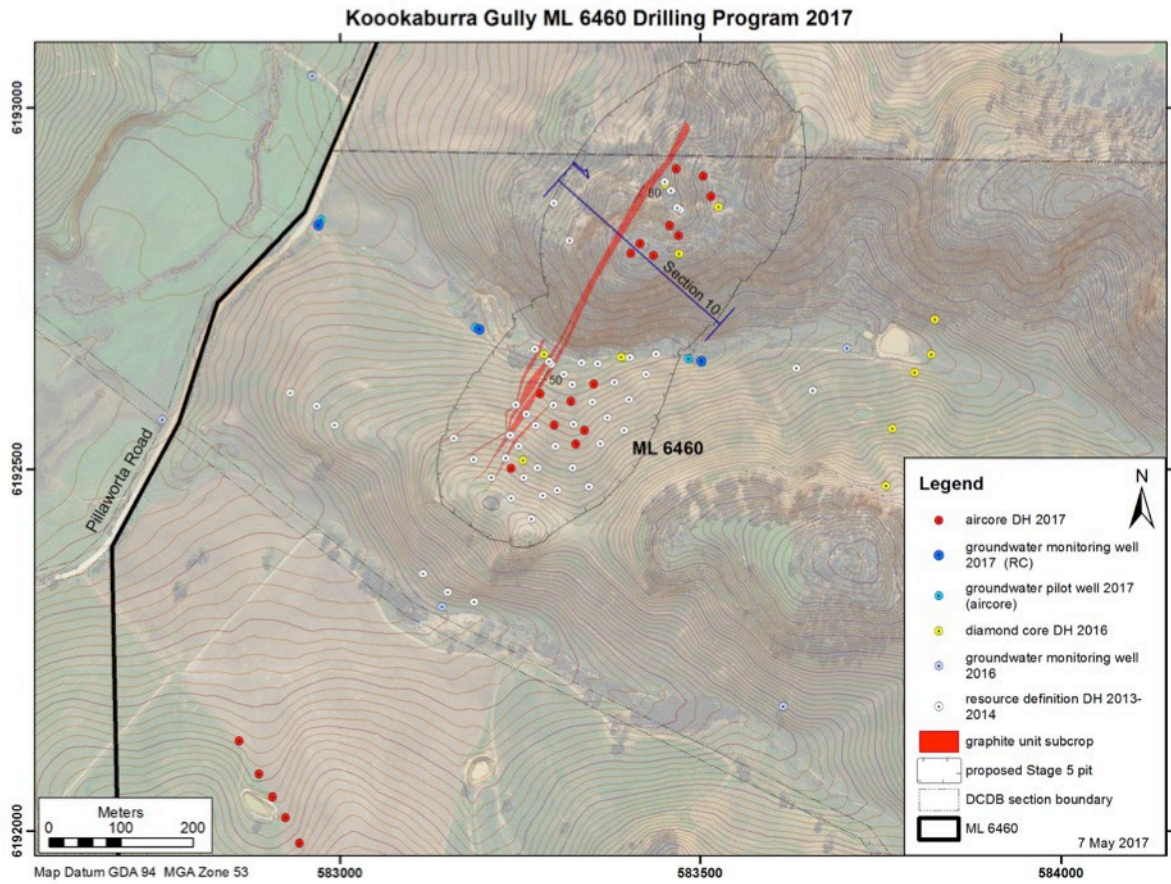 Koookaburra Gully ML 6460 Drilling Program 2017
6193000
6192500
6192000
80
Section 10
50
ML 6460
Pillaworta Road
Legend
N
aircore DH 2017
groundwater monitoring well
2017 (RC)
groundwater pilot well 2017
(aircore)
diamond core DH 2016
groundwater monitoring well
2016
resource definition DH 2013-
2014
graphite unit subcrop
proposed Stage 5 pit
DCDB section boundary
ML 6460
7 May 2017
Meters
0 100 200
Map Datum GDA 94 MGA Zone 53
583000
583500
584000